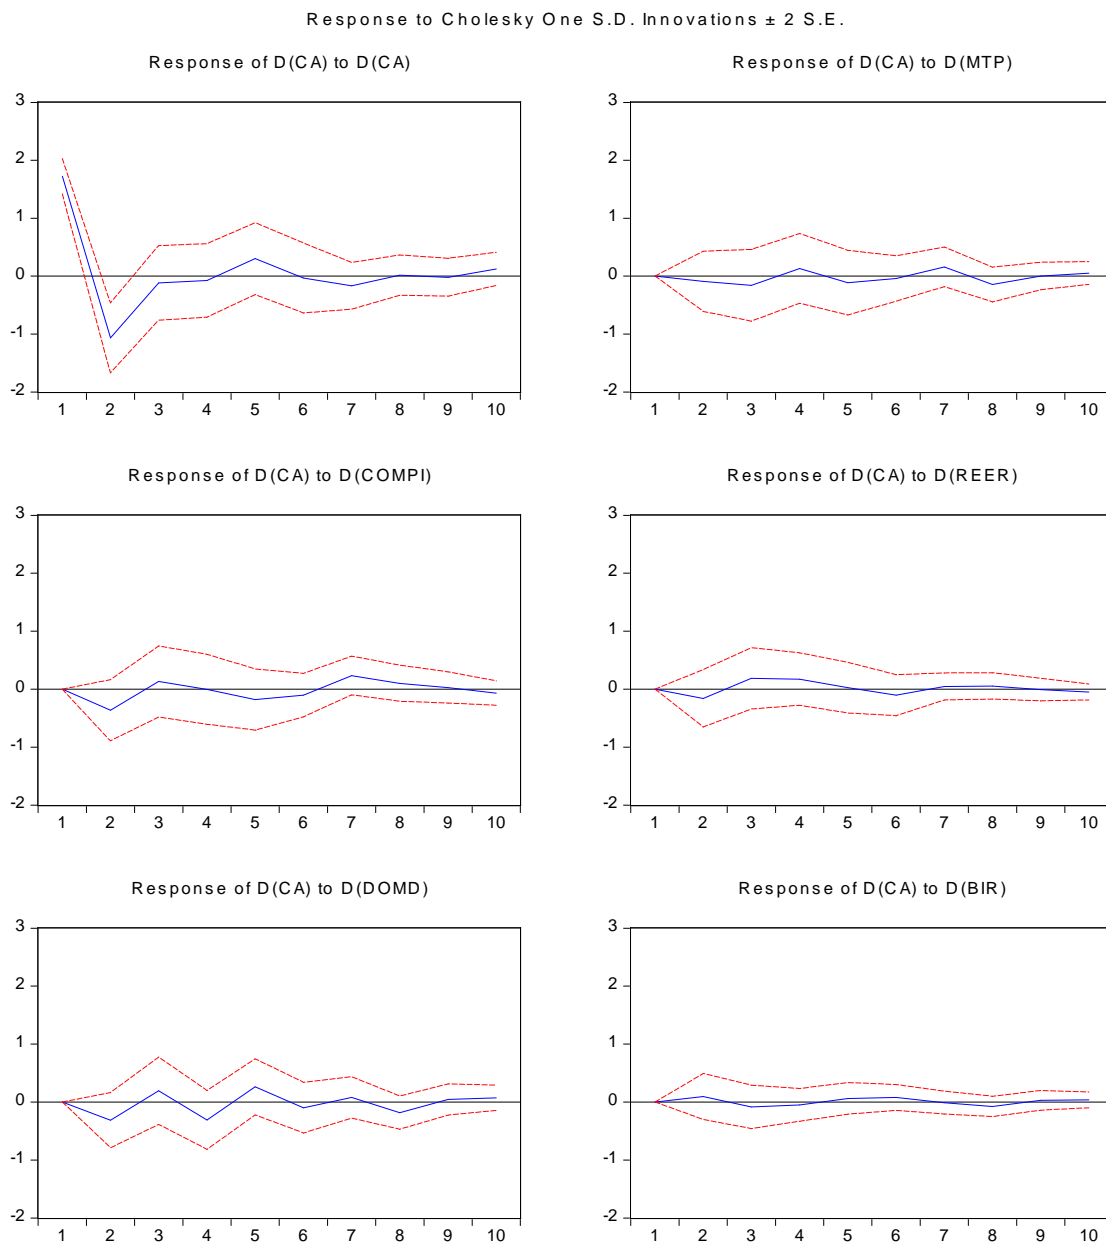 Response to Cholesky One S.D. Innovations ± 2 S.E.
Response of D(CA) to D(CA)
3
2
1
0
-1
-2
1 2 3 4 5 6 7 8 9 10
Response of D(CA) to D(MTP)
3
2
1
0
-1
-2
1 2 3 4 5 6 7 8 9 10
Response of D(CA) to D(COMPI)
3
2
1
0
-1
-2
1 2 3 4 5 6 7 8 9 10
Response of D(CA) to D(REER)
3
2
1
0
-1
-2
1 2 3 4 5 6 7 8 9 10
Response of D(CA) to D(DOMD)
3
2
1
0
-1
-2
1 2 3 4 5 6 7 8 9 10
Response of D(CA) to D(BIR)
3
2
1
0
-1
-2
1 2 3 4 5 6 7 8 9 10